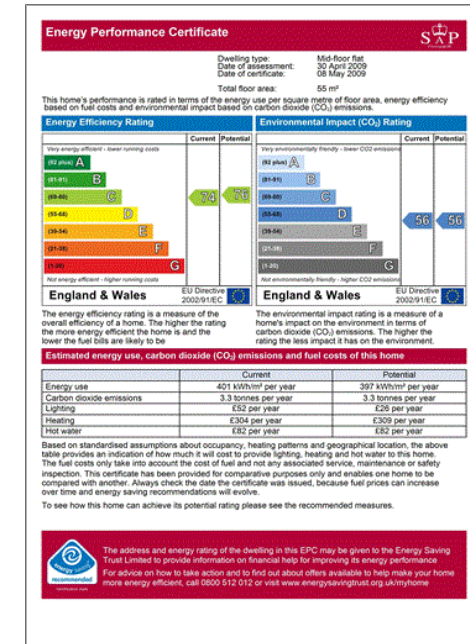 Energy Performance Certificate
SAP
Dwelling type: Mid-floor flat
Date of assessment: 30 April 2009
Date of certificate: 08 May 2009
Total floor area: 55 m²
This home's performance is rated in terms of the energy use per square metre of floor area, energy efficiency
based on fuel costs and environmental impact based on carbon dioxide (CO₂) emissions.
Energy Efficiency Rating
Current Potential
Very energy efficient - lower running costs
(92 plus) A
(81-91) B
(69-80) C
(55-68) D
(39-54) E
(21-38) F
(1-20) G
74 76
Not energy efficient - higher running costs
England & Wales
EU Directive
2002/91/EC
Environmental Impact (CO₂) Rating
Current Potential
Very environmentally friendly - lower CO2 emissions
(92 plus) A
(81-91) B
(69-80) C
(55-68) D
(39-54) E
(21-38) F
(1-20) G
56 56
Not environmentally friendly - higher CO2 emissions
England & Wales
EU Directive
2002/91/EC
The energy efficiency rating is a measure of the
overall efficiency of a home. The higher the rating
the more energy efficient the home is and the
lower the fuel bills are likely to be
The environmental impact rating is a measure of a
home's impact on the environment in terms of
carbon dioxide (CO₂) emissions. The higher the
rating the less impact it has on the environment.
Estimated energy use, carbon dioxide (CO₂) emissions and fuel costs of this home
Current Potential
Energy use 401 kWh/m² per year 397 kWh/m² per year
Carbon dioxide emissions 3.3 tonnes per year 3.3 tonnes per year
Lighting £52 per year £26 per year
Heating £304 per year £309 per year
Hot water £82 per year £82 per year
Based on standardised assumptions about occupancy, heating patterns and geographical location, the above
table provides an indication of how much it will cost to provide lighting, heating and hot water to this home.
The fuel costs only take into account the cost of fuel and not any associated service, maintenance or safety
inspection. This certificate has been provided for comparative purposes only and enables one home to be
compared with another. Always check the date the certificate was issued, because fuel prices can increase
over time and energy saving recommendations will evolve.
To see how this home can achieve its potential rating please see the recommended measures.
energy saving
recommended
The address and energy rating of the dwelling in this EPC may be given to the Energy Saving
Trust Limited to provide information on financial help for improving its energy performance
For advice on how to take action and to find out about offers available to help make your home
more energy efficient, call 0800 512 012 or visit www.energysavingtrust.org.uk/myhome